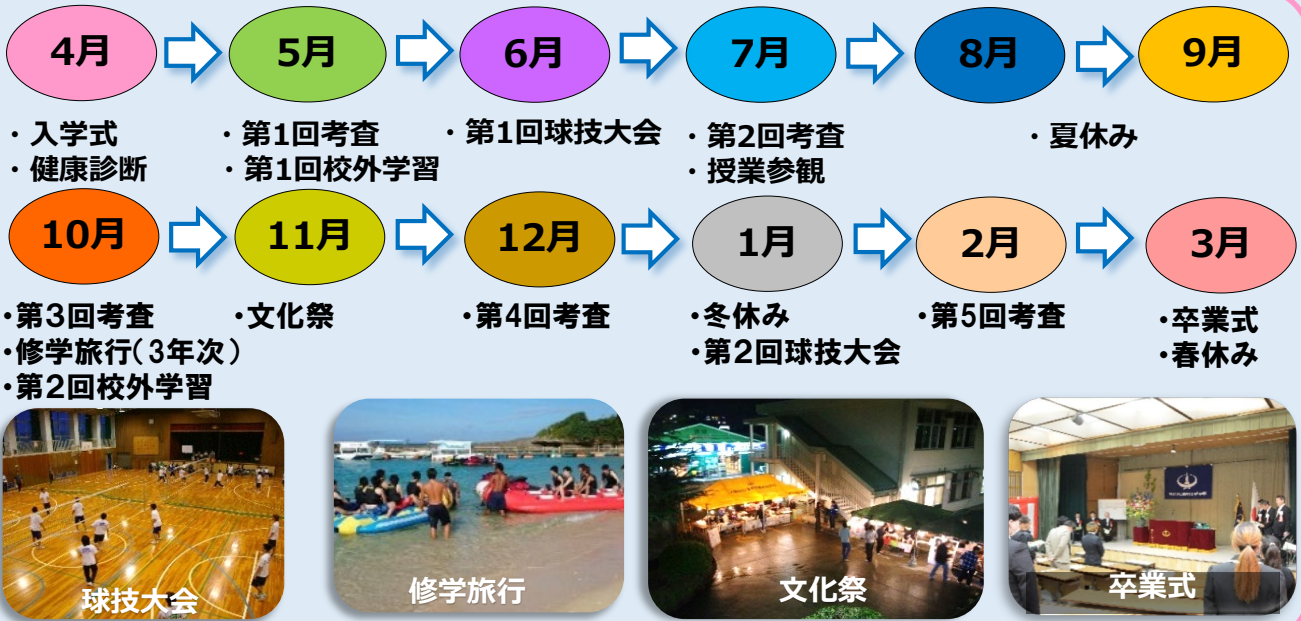 4月
5月
6月
7月
8月
9月
・入学式
・健康診断
・第1回考査
・第1回校外学習
・第1回球技大会
・第2回考査
・授業参観
・夏休み
10月
11月
12月
1月
2月
3月
・第3回考査
・修学旅行(3年次)
・第2回校外学習
・文化祭
・第4回考査
・冬休み
・第2回球技大会
・第5回考査
・卒業式
・春休み
球技大会
修学旅行
文化祭
卒業式